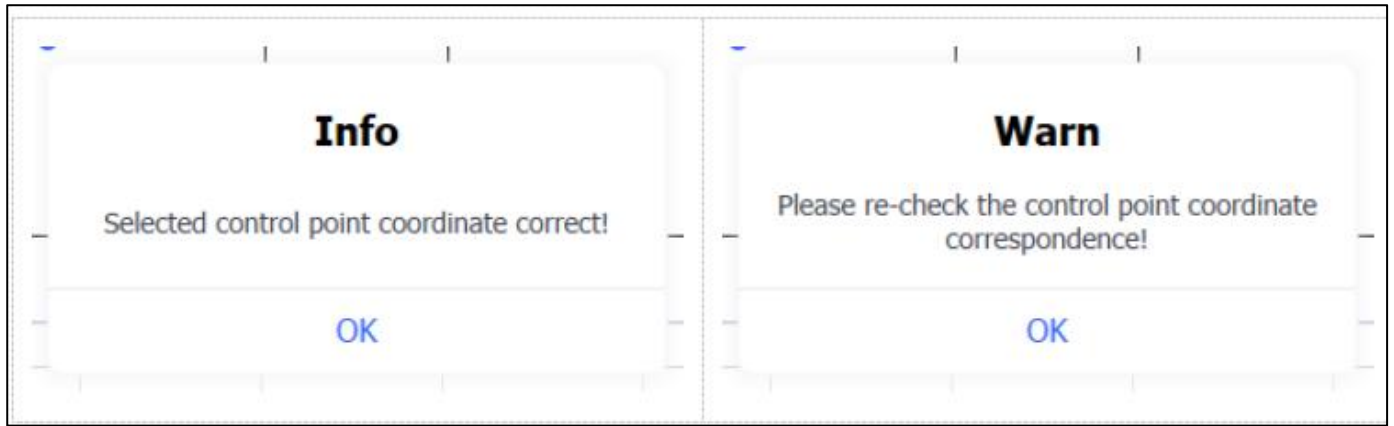 Info
Selected control point coordinate correct!
OK
Warn
Please re-check the control point coordinate
correspondence!
OK